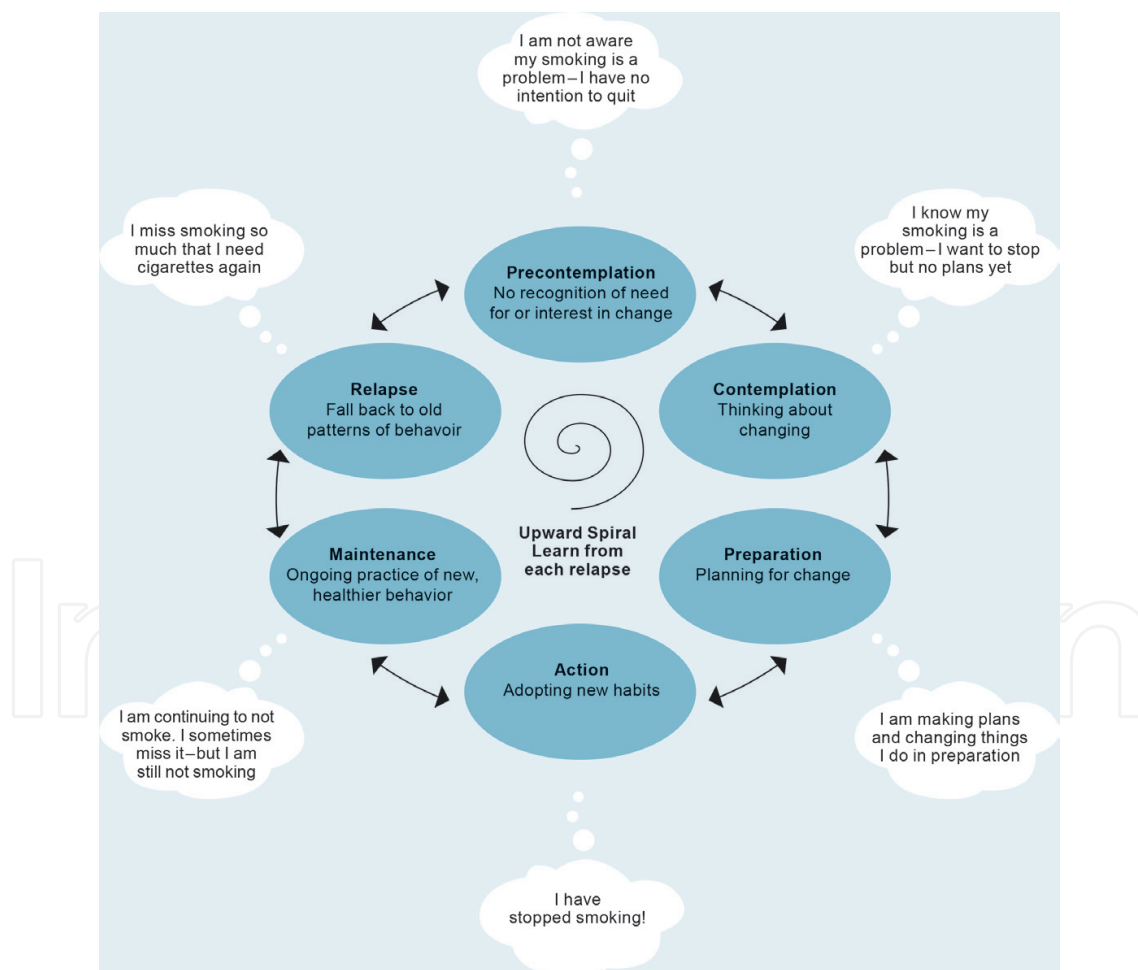 I am not aware
my smoking is a
problem–I have no
intention to quit
I miss smoking so
much that I need
cigarettes again
I know my
smoking is a
problem–I want to stop
but no plans yet
Precontemplation
No recognition of need
for or interest in change
Relapse
Fall back to old
patterns of behavoir
Contemplation
Thinking about
changing
Upward Spiral
Learn from
each relapse
Maintenance
Ongoing practice of new,
healthier behavior
Preparation
Planning for change
Action
Adopting new habits
I am continuing to not
smoke. I sometimes
miss it–but I am
still not smoking
I am making plans
and changing things
I do in preparation
I have
stopped smoking!